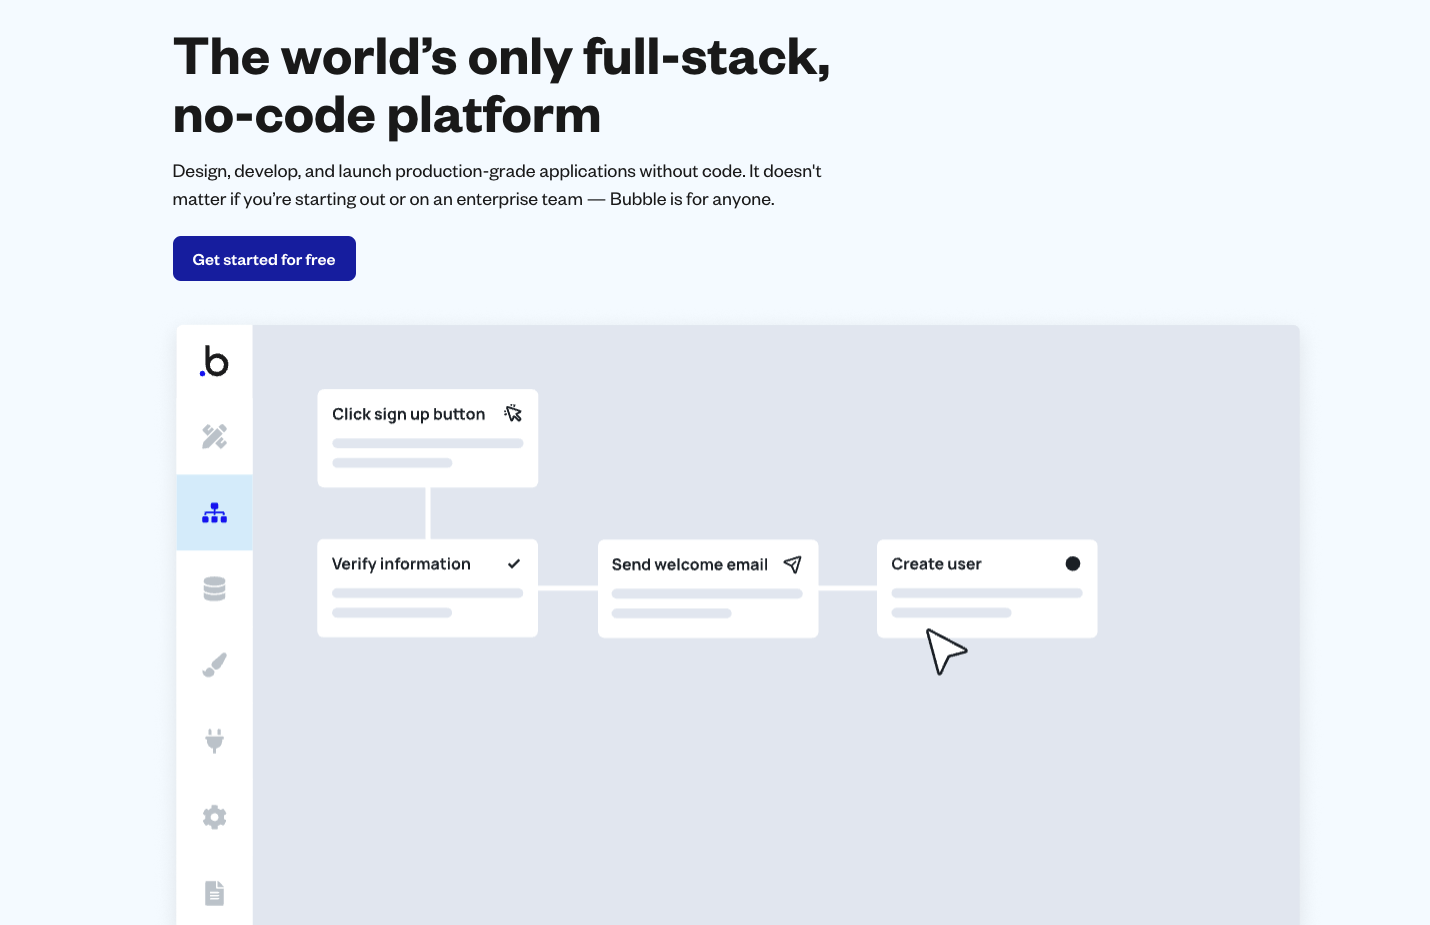 The world’s only full-stack,
no-code platform
Design, develop, and launch production-grade applications without code. It doesn't
matter if you’re starting out or on an enterprise team — Bubble is for anyone.
Get started for free
.b
Click sign up button
Verify information
Send welcome email
Create user